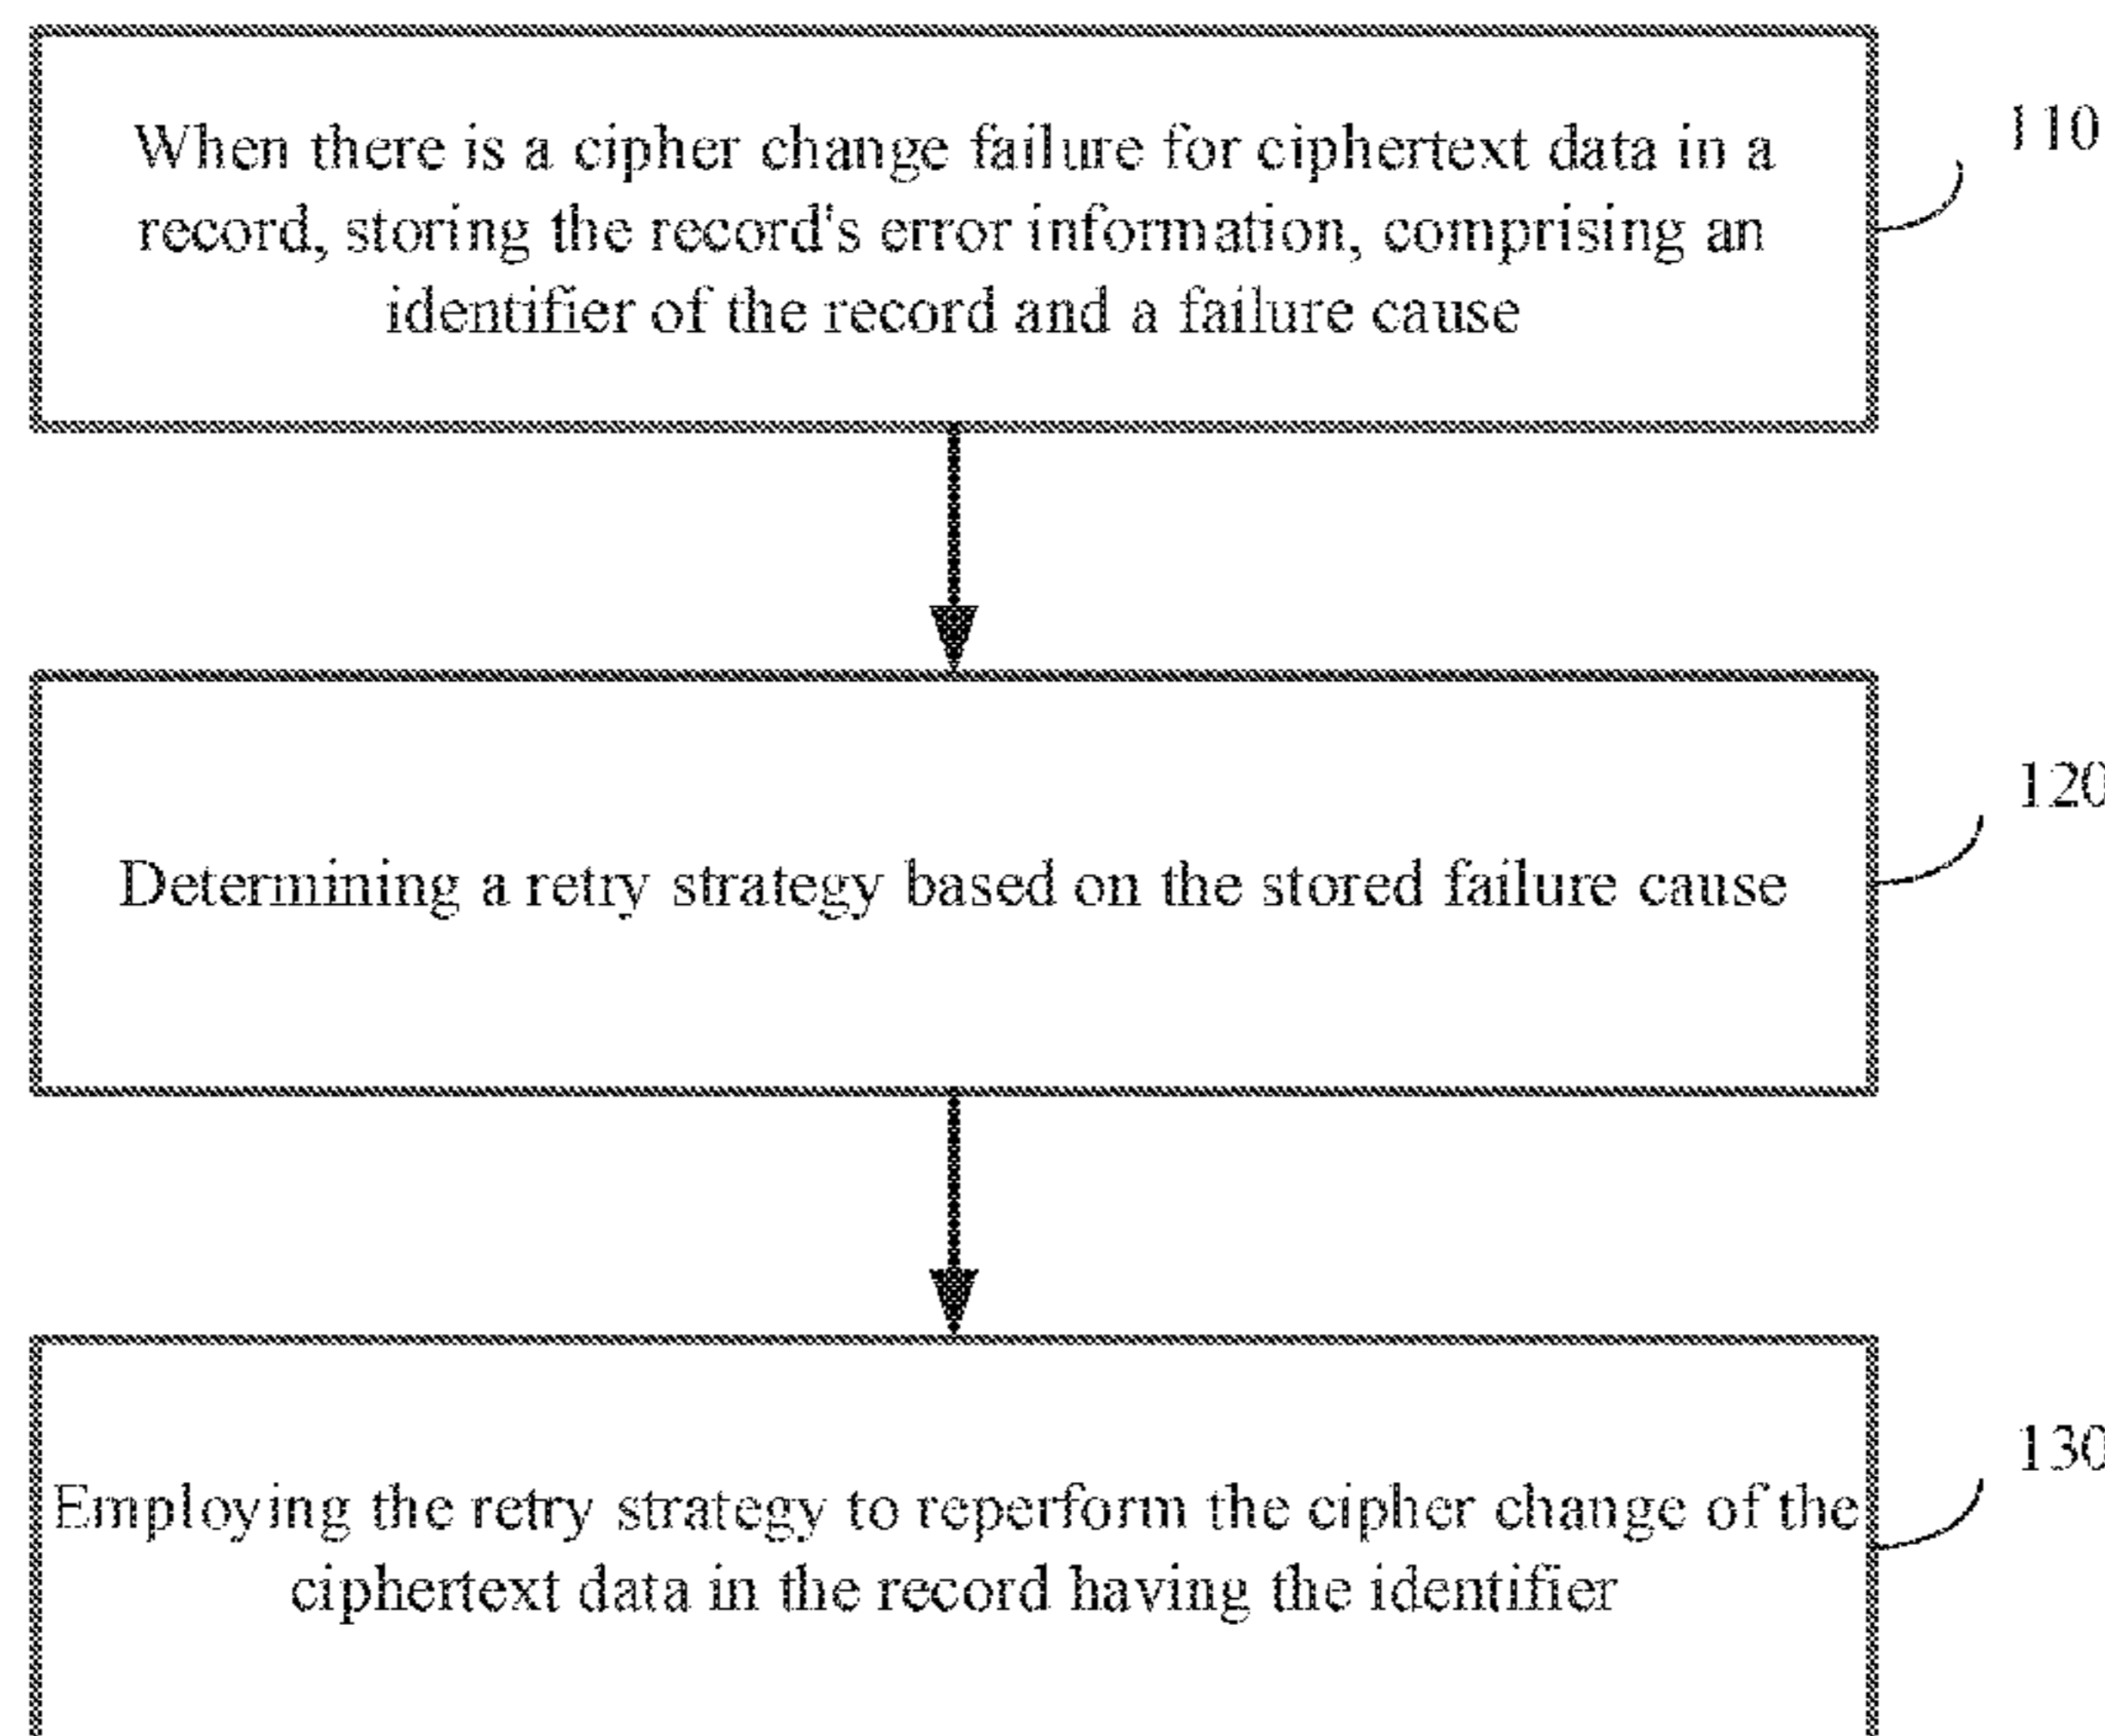 When there is a cipher change failure for ciphertext data in a
record, storing the record's error information, comprising an
identifier of the record and a failure cause
110
Determining a retry strategy based on the stored failure cause
120
Employing the retry strategy to reperform the cipher change of the
ciphertext data in the record having the identifier
130